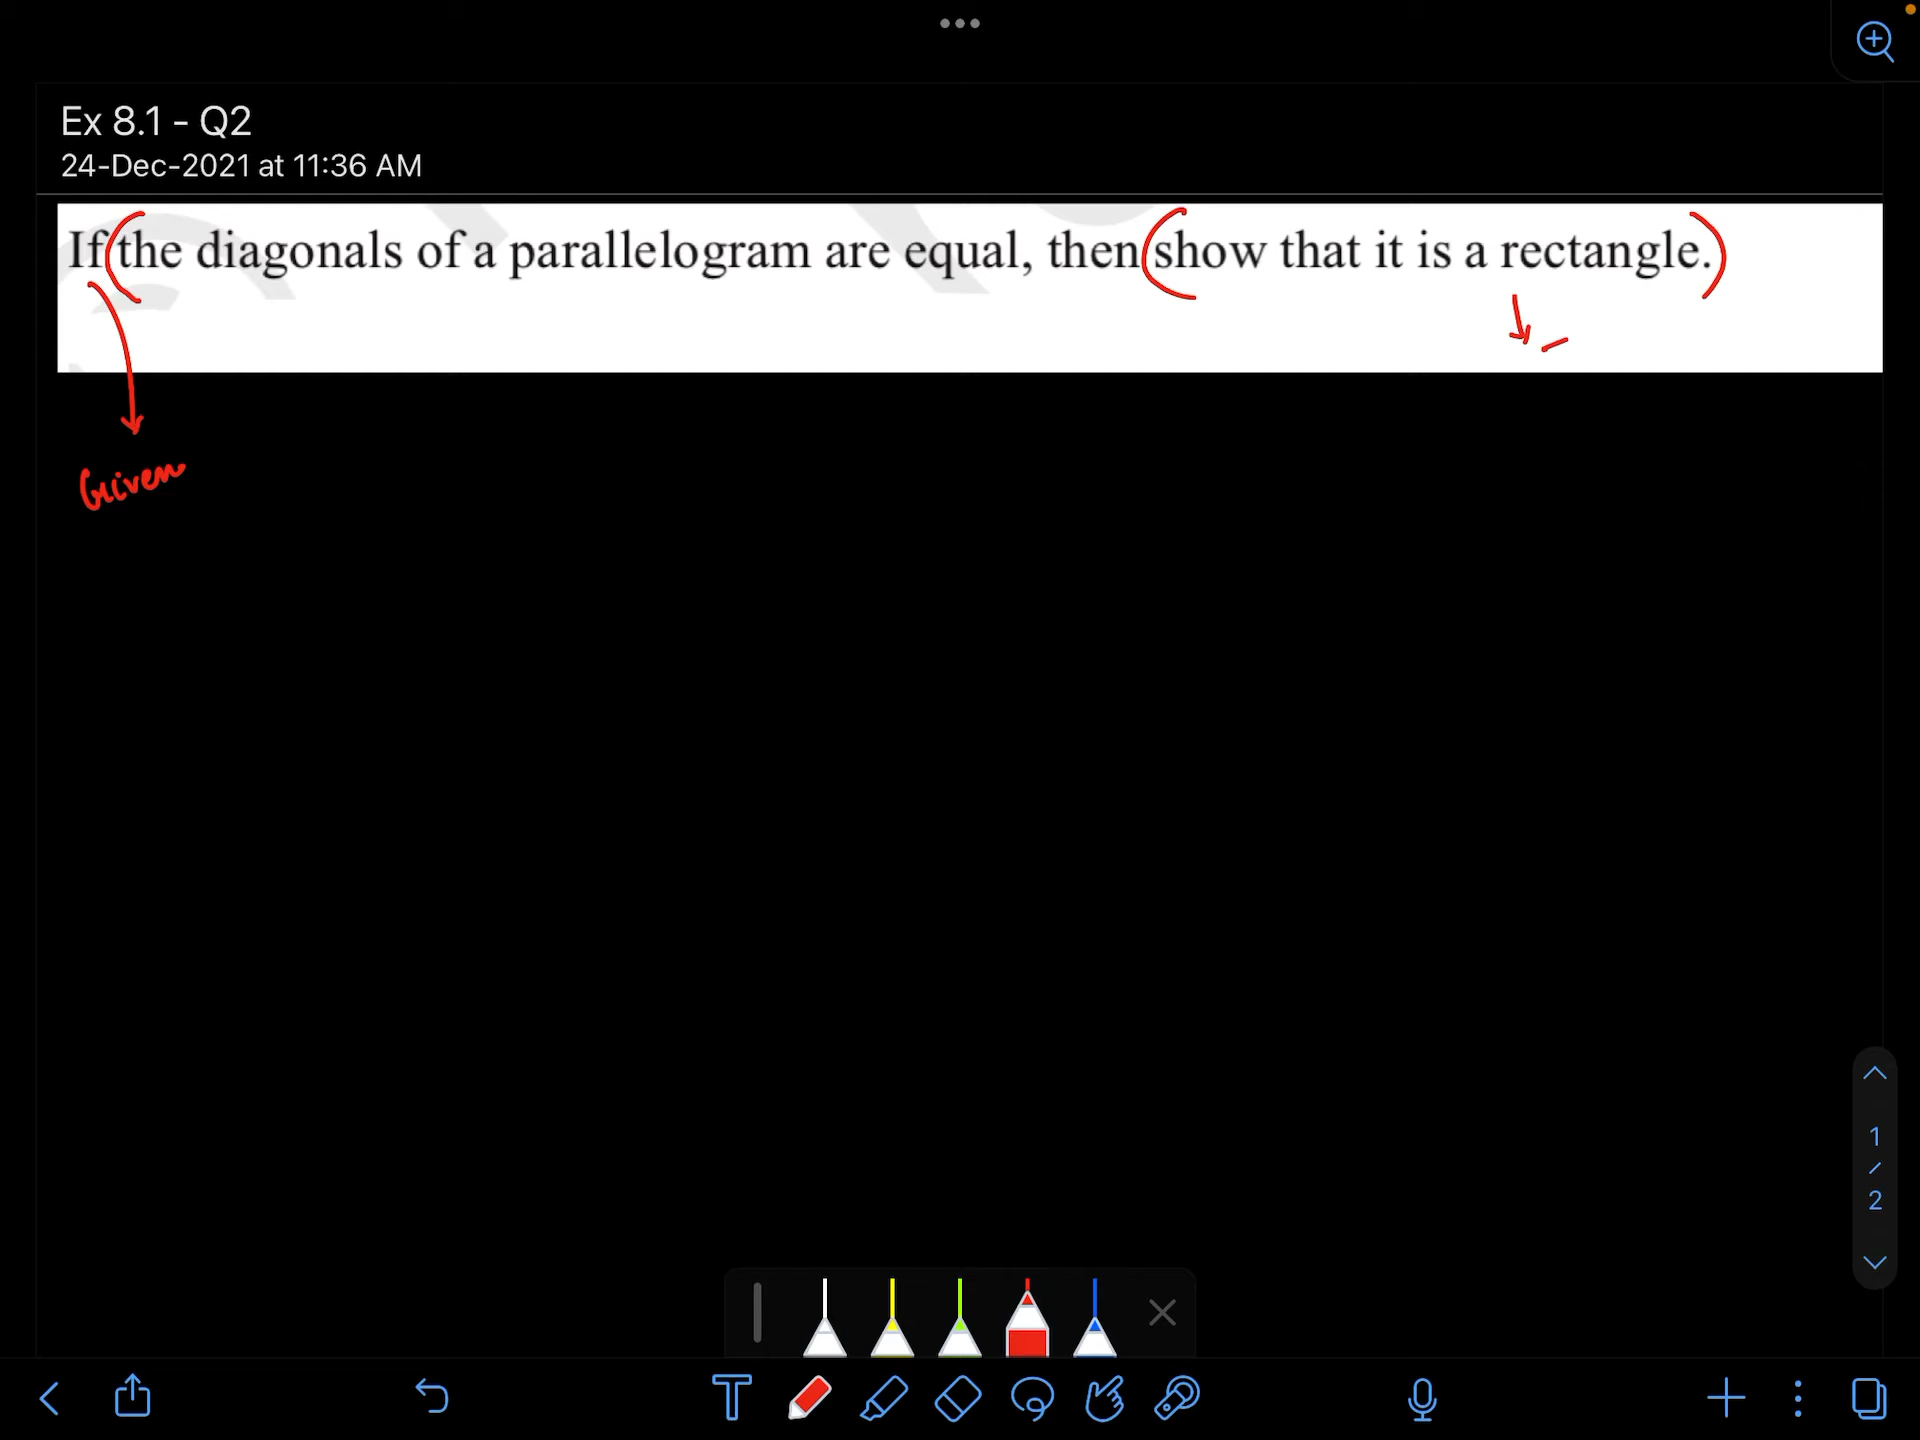 Ex 8.1 - Q2
24-Dec-2021 at 11:36 AM
If the diagonals of a parallelogram are equal, then show that it is a rectangle.
Given
1
/
2